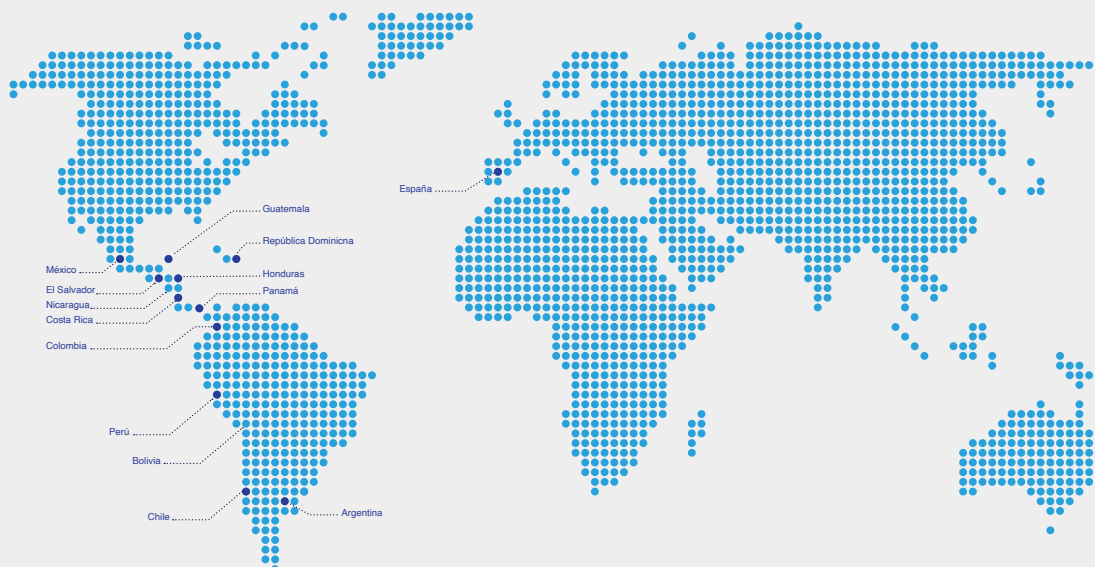 España
Guatemala
República Dominicna
México
Honduras
El Salvador
Panamá
Nicaragua
Costa Rica
Colombia
Perú
Bolivia
Argentina
Chile